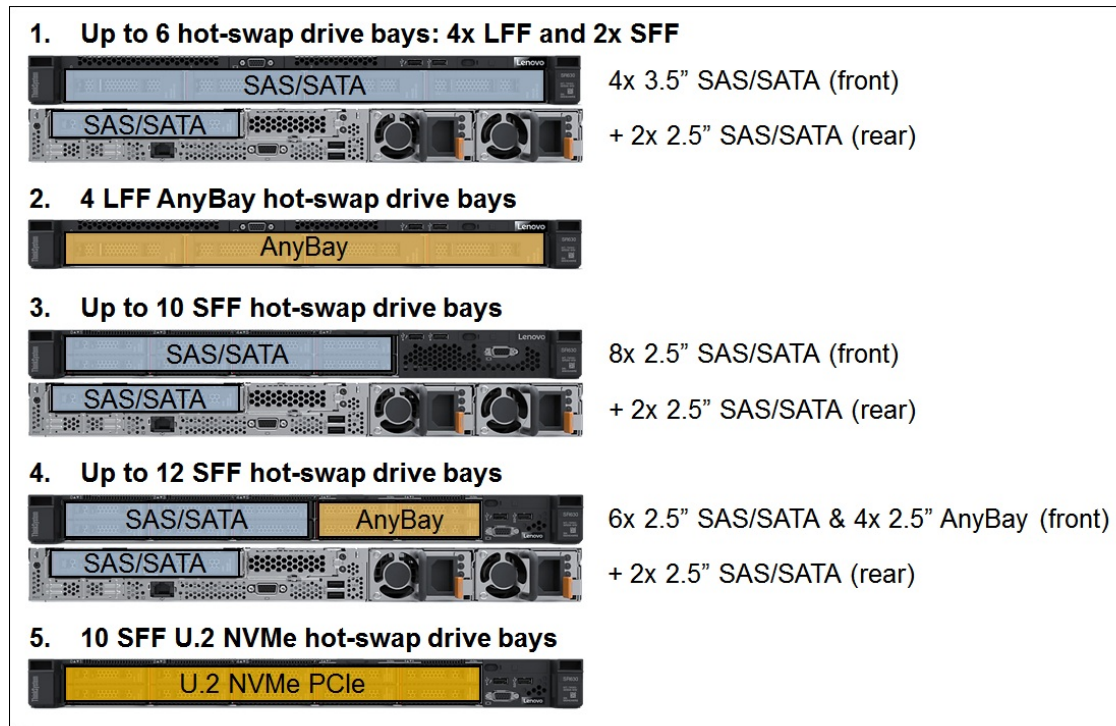 1. Up to 6 hot-swap drive bays: 4x LFF and 2x SFF
Lenovo
SAS/SATA
4x 3.5” SAS/SATA (front)
SAS/SATA
+ 2x 2.5” SAS/SATA (rear)
2. 4 LFF AnyBay hot-swap drive bays
Lenovo
AnyBay
3. Up to 10 SFF hot-swap drive bays
Lenovo
SAS/SATA
8x 2.5” SAS/SATA (front)
SAS/SATA
+ 2x 2.5” SAS/SATA (rear)
4. Up to 12 SFF hot-swap drive bays
SAS/SATA
AnyBay
6x 2.5” SAS/SATA & 4x 2.5” AnyBay (front)
Lenovo
SAS/SATA
+ 2x 2.5” SAS/SATA (rear)
5. 10 SFF U.2 NVMe hot-swap drive bays
U.2 NVMe PCIe
Lenovo